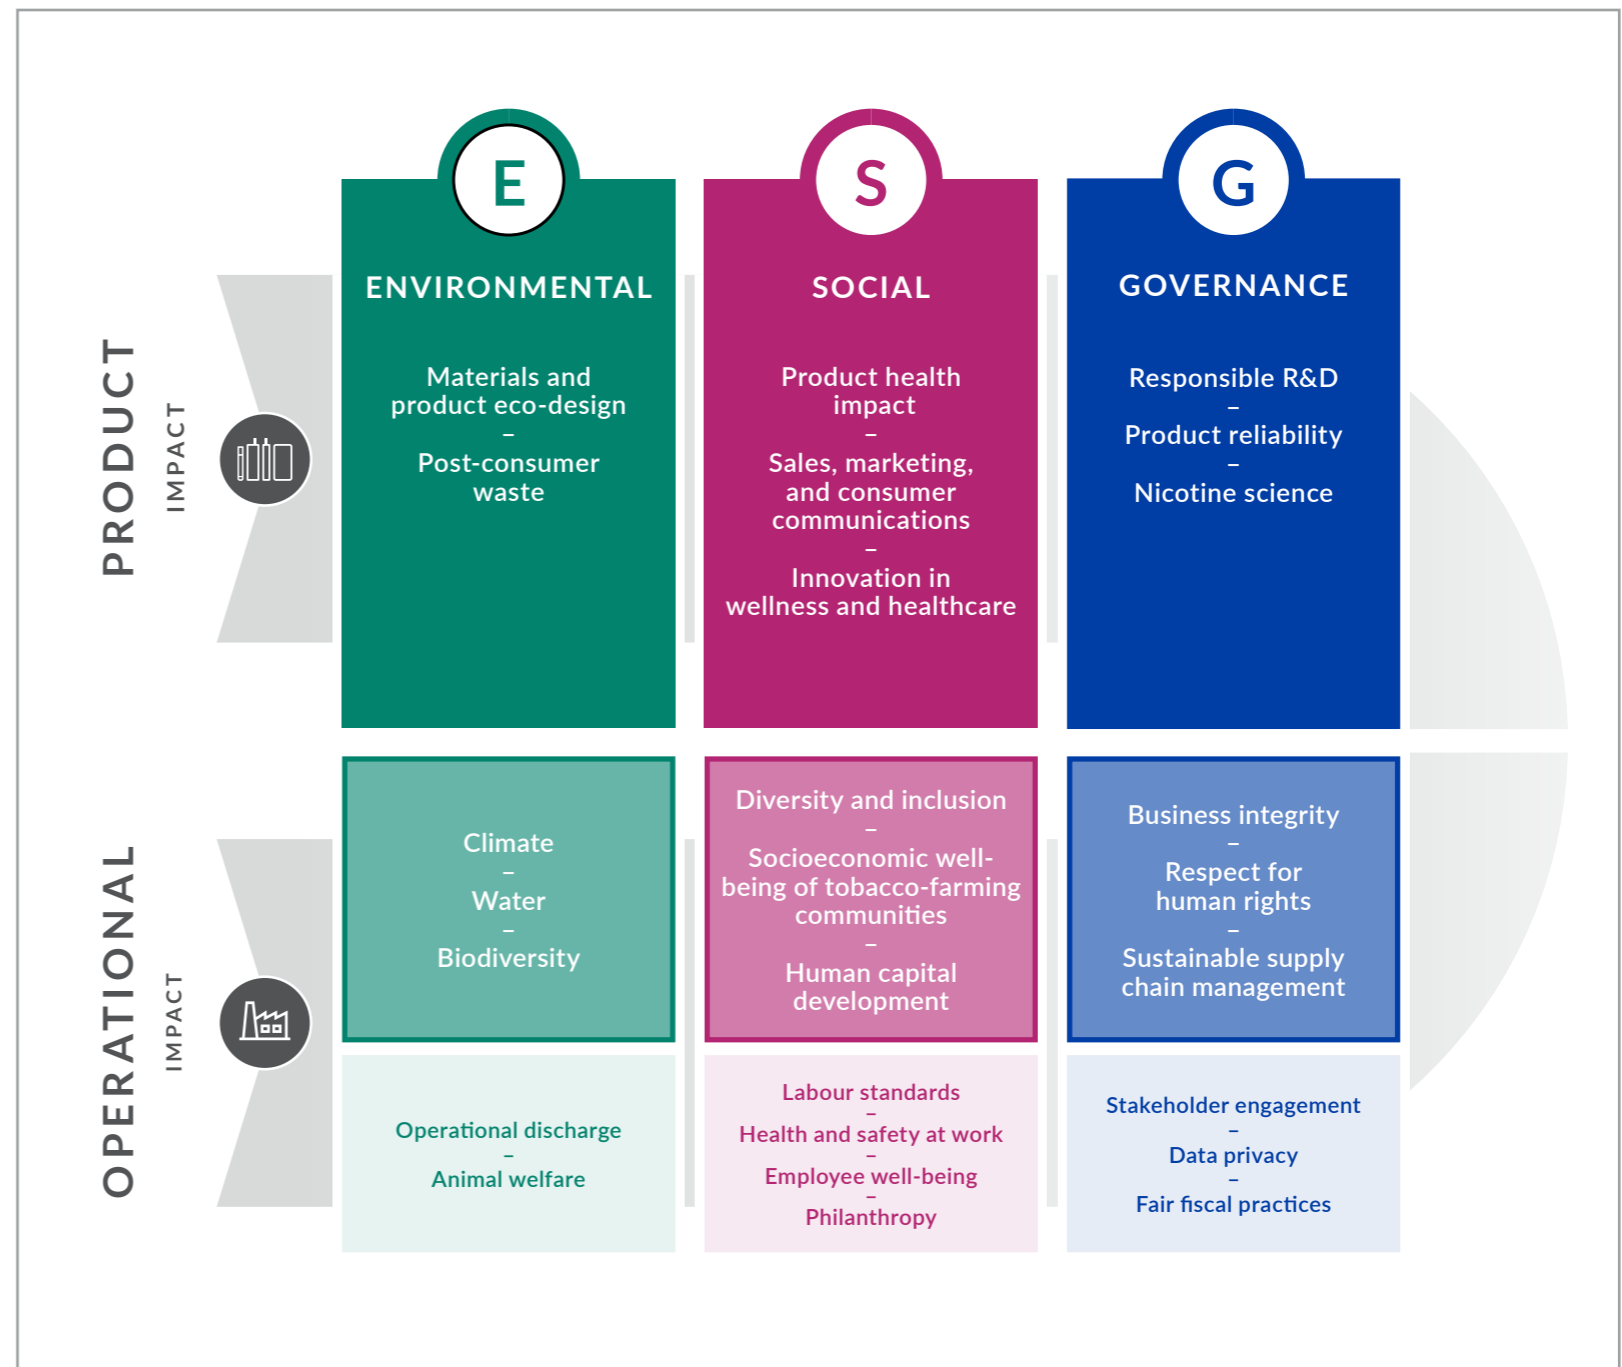 E
ENVIRONMENTAL
S
SOCIAL
G
GOVERNANCE
PRODUCT
IMPACT
Materials and
product eco-design
–
Post-consumer
waste
Product health
impact
–
Sales, marketing,
and consumer
communications
–
Innovation in
wellness and healthcare
Responsible R&D
–
Product reliability
–
Nicotine science
OPERATIONAL
IMPACT
Climate
–
Water
–
Biodiversity
Diversity and inclusion
–
Socioeconomic well-
being of tobacco-farming
communities
–
Human capital
development
Business integrity
–
Respect for
human rights
–
Sustainable supply
chain management
Operational discharge
–
Animal welfare
Labour standards
–
Health and safety at work
–
Employee well-being
–
Philanthropy
Stakeholder engagement
–
Data privacy
–
Fair fiscal practices